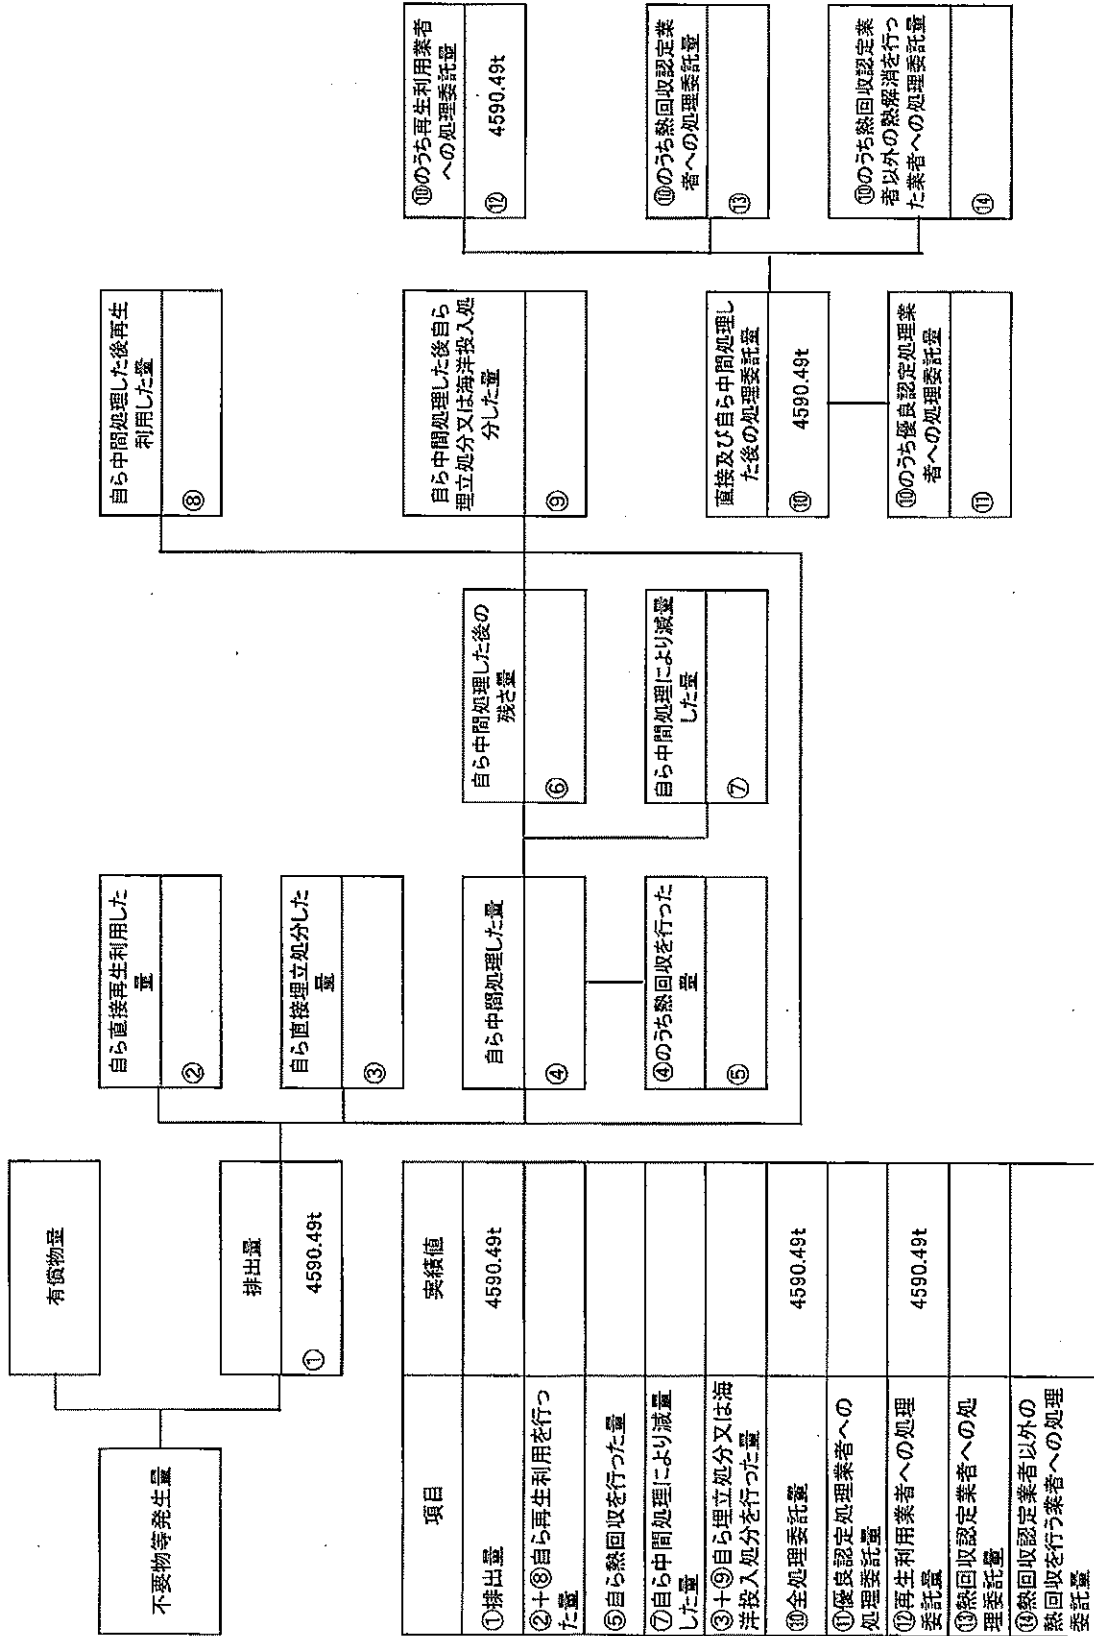 不要物等発生量
有償物量
排出量
①
4590.49t
自ら直接再生利用した
量
②
自ら直接埋立処分した
量
③
自ら中間処理した量
④
④のうち熱回収を行った
量
⑤
自ら中間処理した後の
残さ量
⑥
自ら中間処理により減量
した量
⑦
自ら中間処理した後再生
利用した量
⑧
自ら中間処理した後自ら
埋立処分又は海洋投入処
分した量
⑨
直接及び自ら中間処理し
た後の処理委託量
⑩
4590.49t
⑩のうち優良認定処理業
者への処理委託量
⑪
⑩のうち再生利用業者
への処理委託量
⑫
4590.49t
⑩のうち熱回収認定業
者への処理委託量
⑬
⑩のうち熱回収認定業
者以外の熱解消を行っ
た業者への処理委託量
⑭
項目
実績値
①排出量
4590.49t
②+⑧自ら再生利用を行っ
た量
⑤自ら熱回収を行った量
⑦自ら中間処理により減量
した量
③+⑨自ら埋立処分又は海
洋投入処分を行った量
⑩全処理委託量
4590.49t
⑪優良認定処理業者への
処理委託量
⑫再生利用業者への処理
委託量
4590.49t
⑬熱回収認定業者への処
理委託量
⑭熱回収認定業者以外の
熱回収を行う業者への処理
委託量